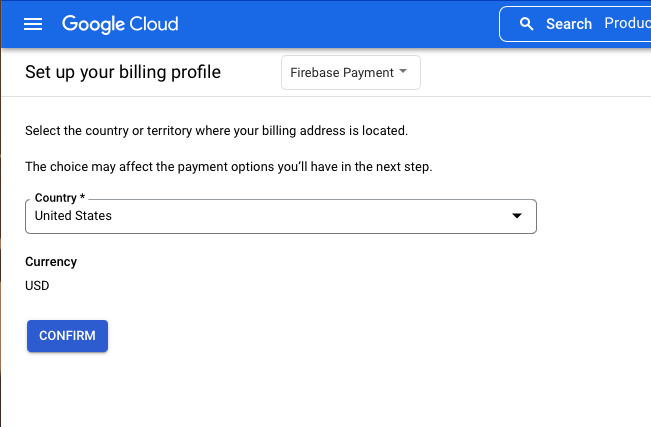 Google Cloud
Search Produc
Set up your billing profile
Firebase Payment
Select the country or territory where your billing address is located.
The choice may affect the payment options you'll have in the next step.
Country *
United States
Currency
USD
CONFIRM